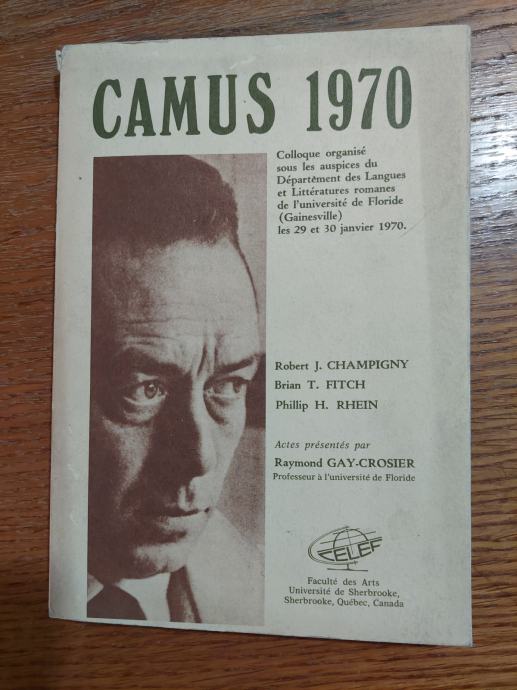 CAMUS 1970
Colloque organisé
sous les auspices du
Département des Langues
et Littératures romanes
de l'université de Floride
(Gainesville)
les 29 et 30 janvier 1970.
Robert J. CHAMPIGNY
Brian T. FITCH
Phillip H. RHEIN
Actes présentés par
Raymond GAY-CROSIER
Professeur à l'université de Floride
CELEF
Faculté des Arts
Université de Sherbrooke,
Sherbrooke, Québec, Canada